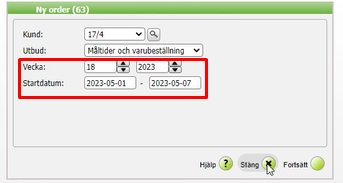 Ny order (63)
Kund: 17/4
Utbud: Måltider och varubeställning
Vecka: 18 2023
Startdatum: 2023-05-01 - 2023-05-07
Hjälp ? Stäng X Fortsätt